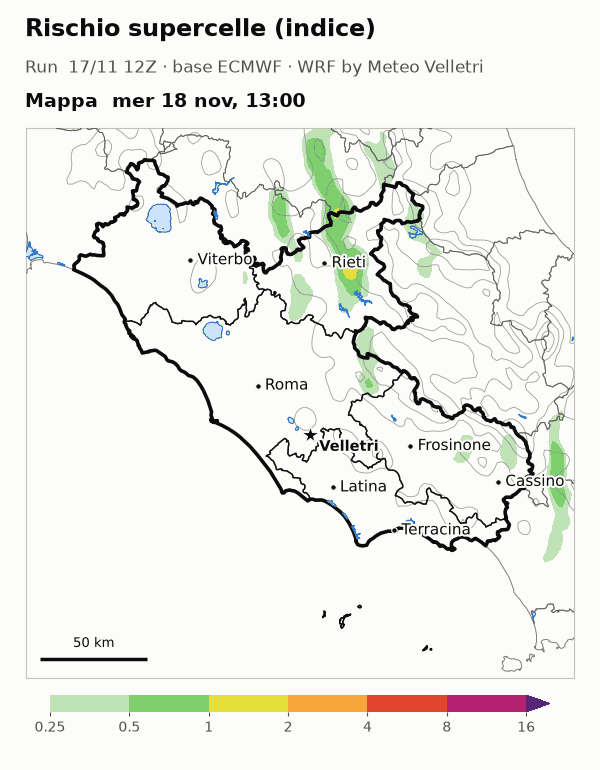 Rischio supercelle (indice)
Run  17/11 12Z · base ECMWF · WRF by Meteo Velletri
Mappa  mer 18 nov, 13:00
Viterbo
Rieti
Roma
Velletri
Frosinone
Cassino
Latina
Terracina
50 km
0.25 0.5 1 2 4 8 16